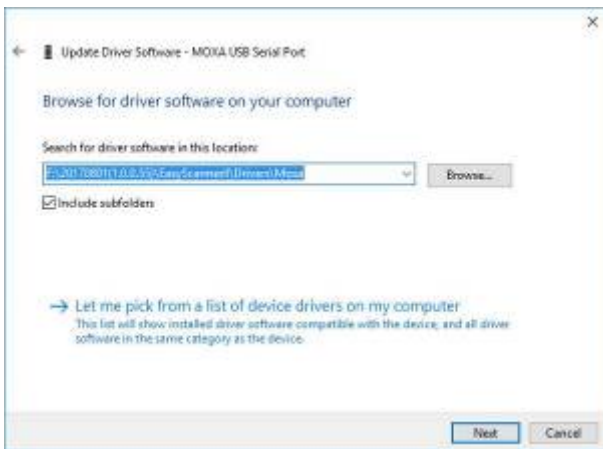 Update Driver Software - MOXA USB Serial Port
Browse for driver software on your computer
Search for driver software in this location:
Browse...
Include subfolders
Let me pick from a list of device drivers on my computer
This list will show installed driver software compatible with the device, and all driver
software in the same category as the device.
Next
Cancel